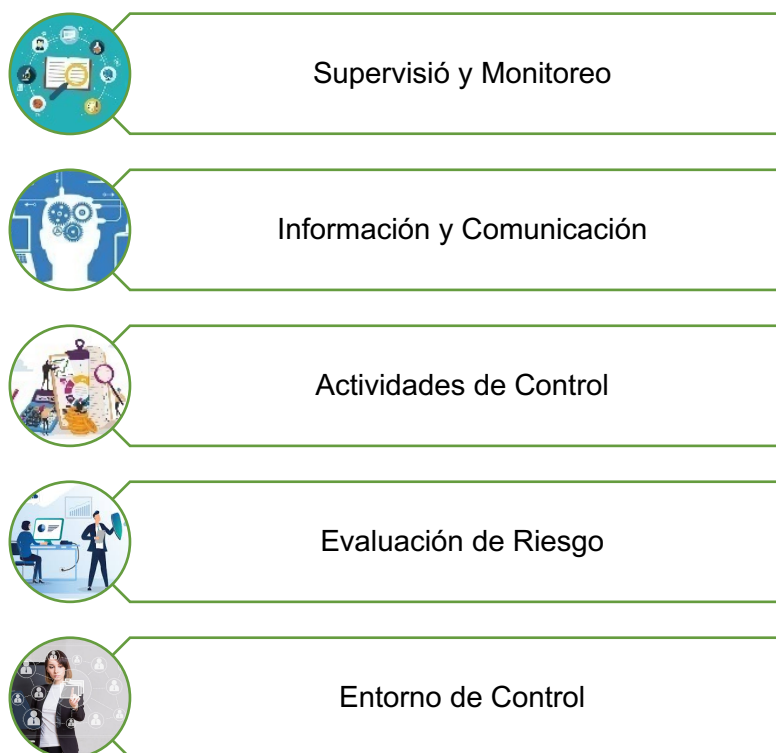 Supervisió y Monitoreo
Información y Comunicación
Actividades de Control
Evaluación de Riesgo
Entorno de Control